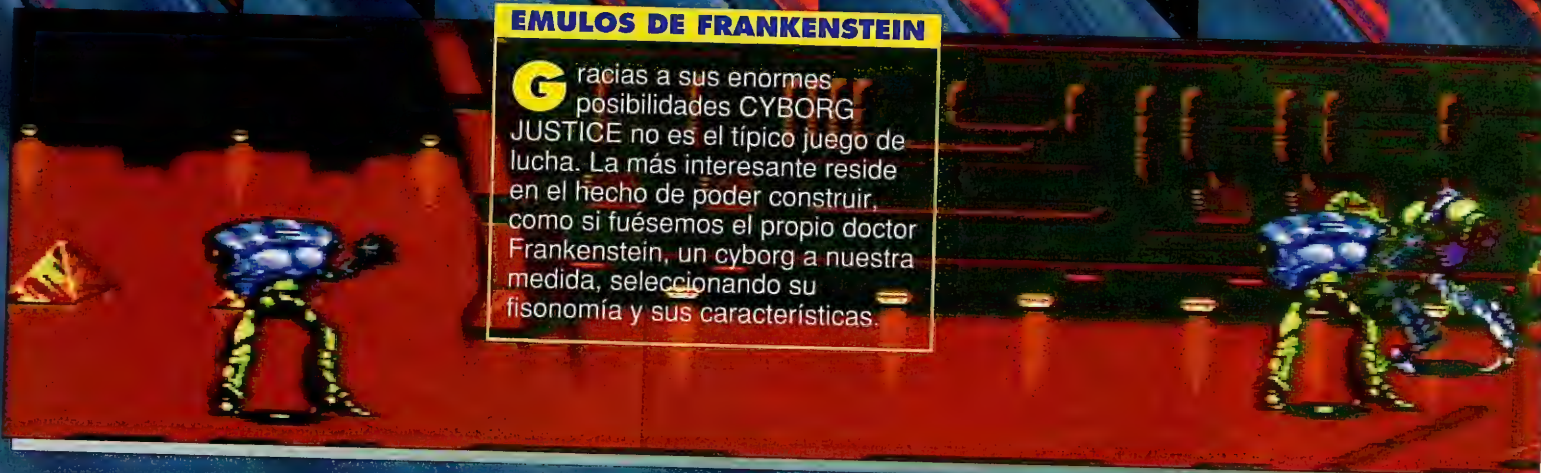 EMULOS DE FRANKENSTEIN
Gracias a sus enormes
posibilidades CYBORG
JUSTICE no es el típico juego de
lucha. La más interesante reside
en el hecho de poder construir,
como si fuésemos el propio doctor
Frankenstein, un cyborg a nuestra
medida, seleccionando su
fisonomía y sus características.